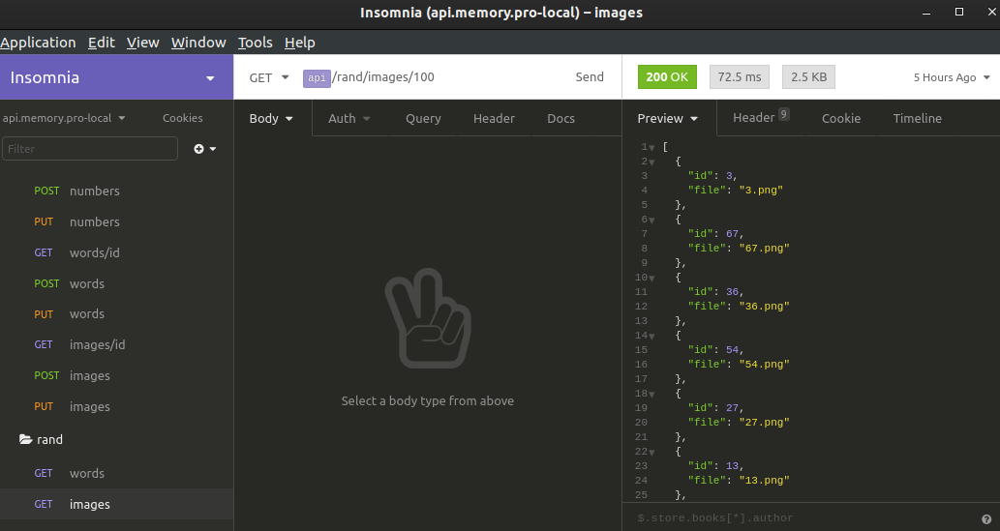 Insomnia (api.memory.pro-local) – images
Application Edit View Window Tools Help
Insomnia
GET api /rand/images/100 Send
200 OK 72.5 ms 2.5 KB 5 Hours Ago
api.memory.pro-local Cookies
Filter
POST numbers
PUT numbers
GET words/id
POST words
PUT words
GET images/id
POST images
PUT images
rand
GET words
GET images
Body Auth Query Header Docs
Select a body type from above
Preview Header 9 Cookie Timeline
1 [
2 {
3 "id": 3,
4 "file": "3.png"
5 },
6 {
7 "id": 67,
8 "file": "67.png"
9 },
10 {
11 "id": 36,
12 "file": "36.png"
13 },
14 {
15 "id": 54,
16 "file": "54.png"
17 },
18 {
19 "id": 27,
20 "file": "27.png"
21 },
22 {
23 "id": 13,
24 "file": "13.png"
25 },
$.store.books[*].author